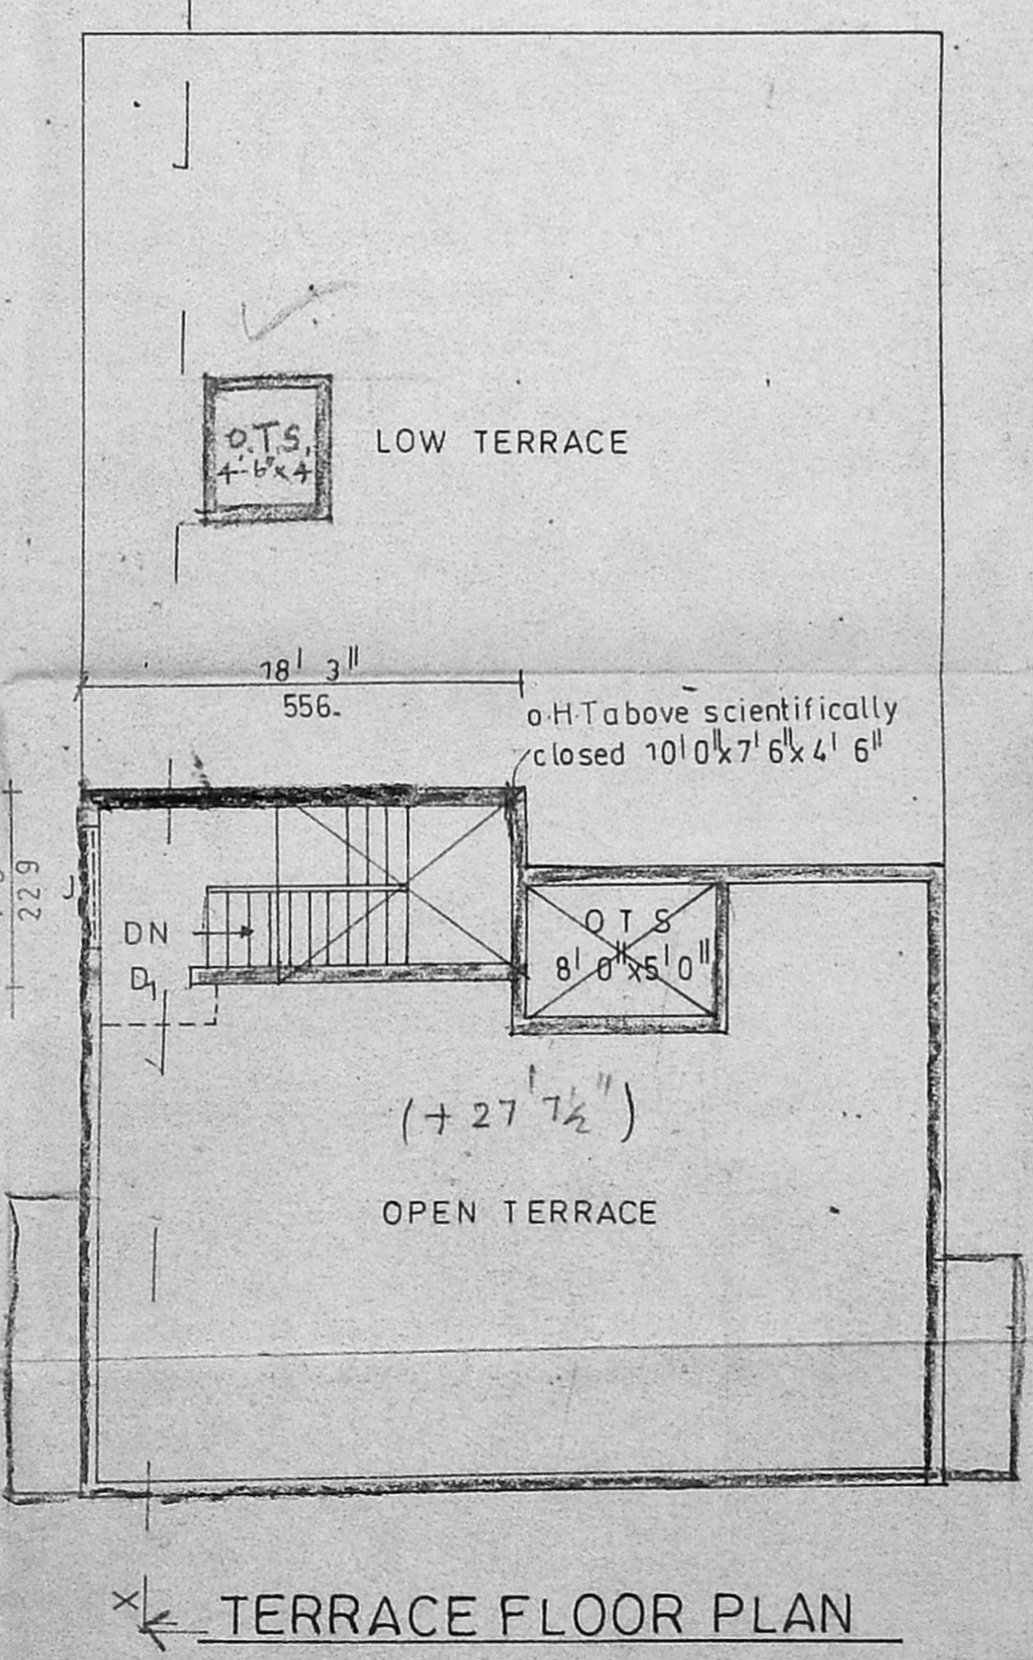 O.T.S.
4'-6"x4'
LOW TERRACE
18' 3"
556.
O.H.T above scientifically
closed 10' 0"x7' 6"x4' 6"
229
J
DN
D1
O T S
8' 0"x5' 0"
(+27' 7½")
OPEN TERRACE
X
TERRACE FLOOR PLAN